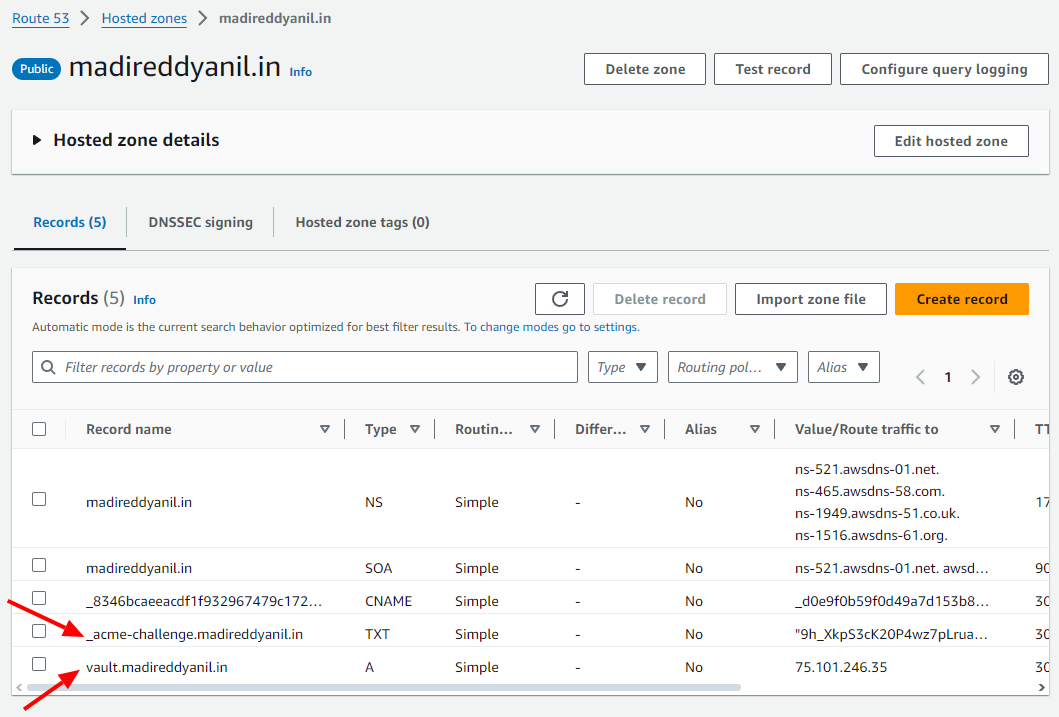 Route 53 > Hosted zones > madireddyanil.in
Public madireddyanil.in Info
Delete zone Test record Configure query logging
Hosted zone details Edit hosted zone
Records (5) DNSSEC signing Hosted zone tags (0)
Records (5) Info Delete record Import zone file Create record
Automatic mode is the current search behavior optimized for best filter results. To change modes go to settings.
Filter records by property or value Type Routing pol... Alias 1
Record name Type Routin... Differ... Alias Value/Route traffic to TT
ns-521.awsdns-01.net.
ns-465.awsdns-58.com.
madireddyanil.in NS Simple - No 17
ns-1949.awsdns-51.co.uk.
ns-1516.awsdns-61.org.
madireddyanil.in SOA Simple - No ns-521.awsdns-01.net. awsd... 90
_8346bcaeeacdf1f932967479c172... CNAME Simple - No _d0e9f0b59f0d49a7d153b8... 30
_acme-challenge.madireddyanil.in TXT Simple - No "9h_XkpS3cK20P4wz7pLrua... 30
vault.madireddyanil.in A Simple - No 75.101.246.35 30